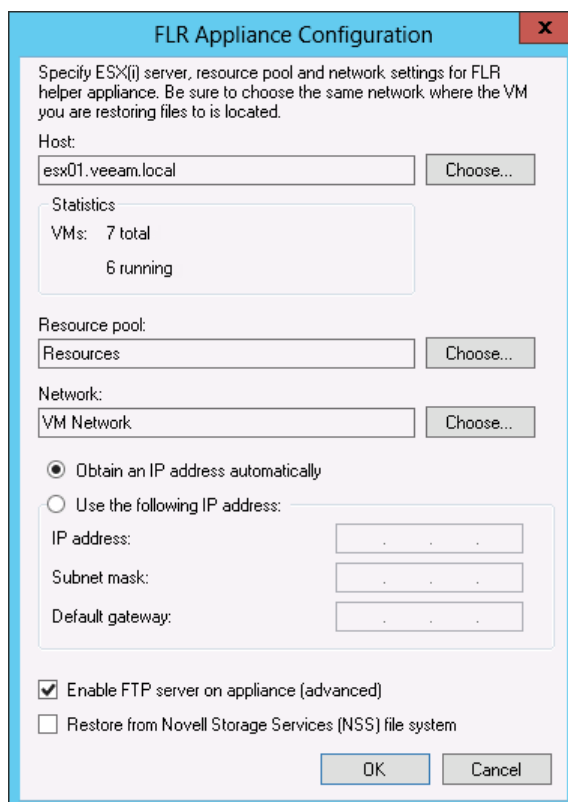 FLR Appliance Configuration
x
Specify ESX(i) server, resource pool and network settings for FLR
helper appliance. Be sure to choose the same network where the VM
you are restoring files to is located.
Host:
esx01.veeam.local
Choose...
Statistics
VMs: 7 total
6 running
Resource pool:
Resources
Choose...
Network:
VM Network
Choose...
Obtain an IP address automatically
Use the following IP address:
IP address:
. . .
Subnet mask:
. . .
Default gateway:
. . .
Enable FTP server on appliance (advanced)
Restore from Novell Storage Services (NSS) file system
OK
Cancel